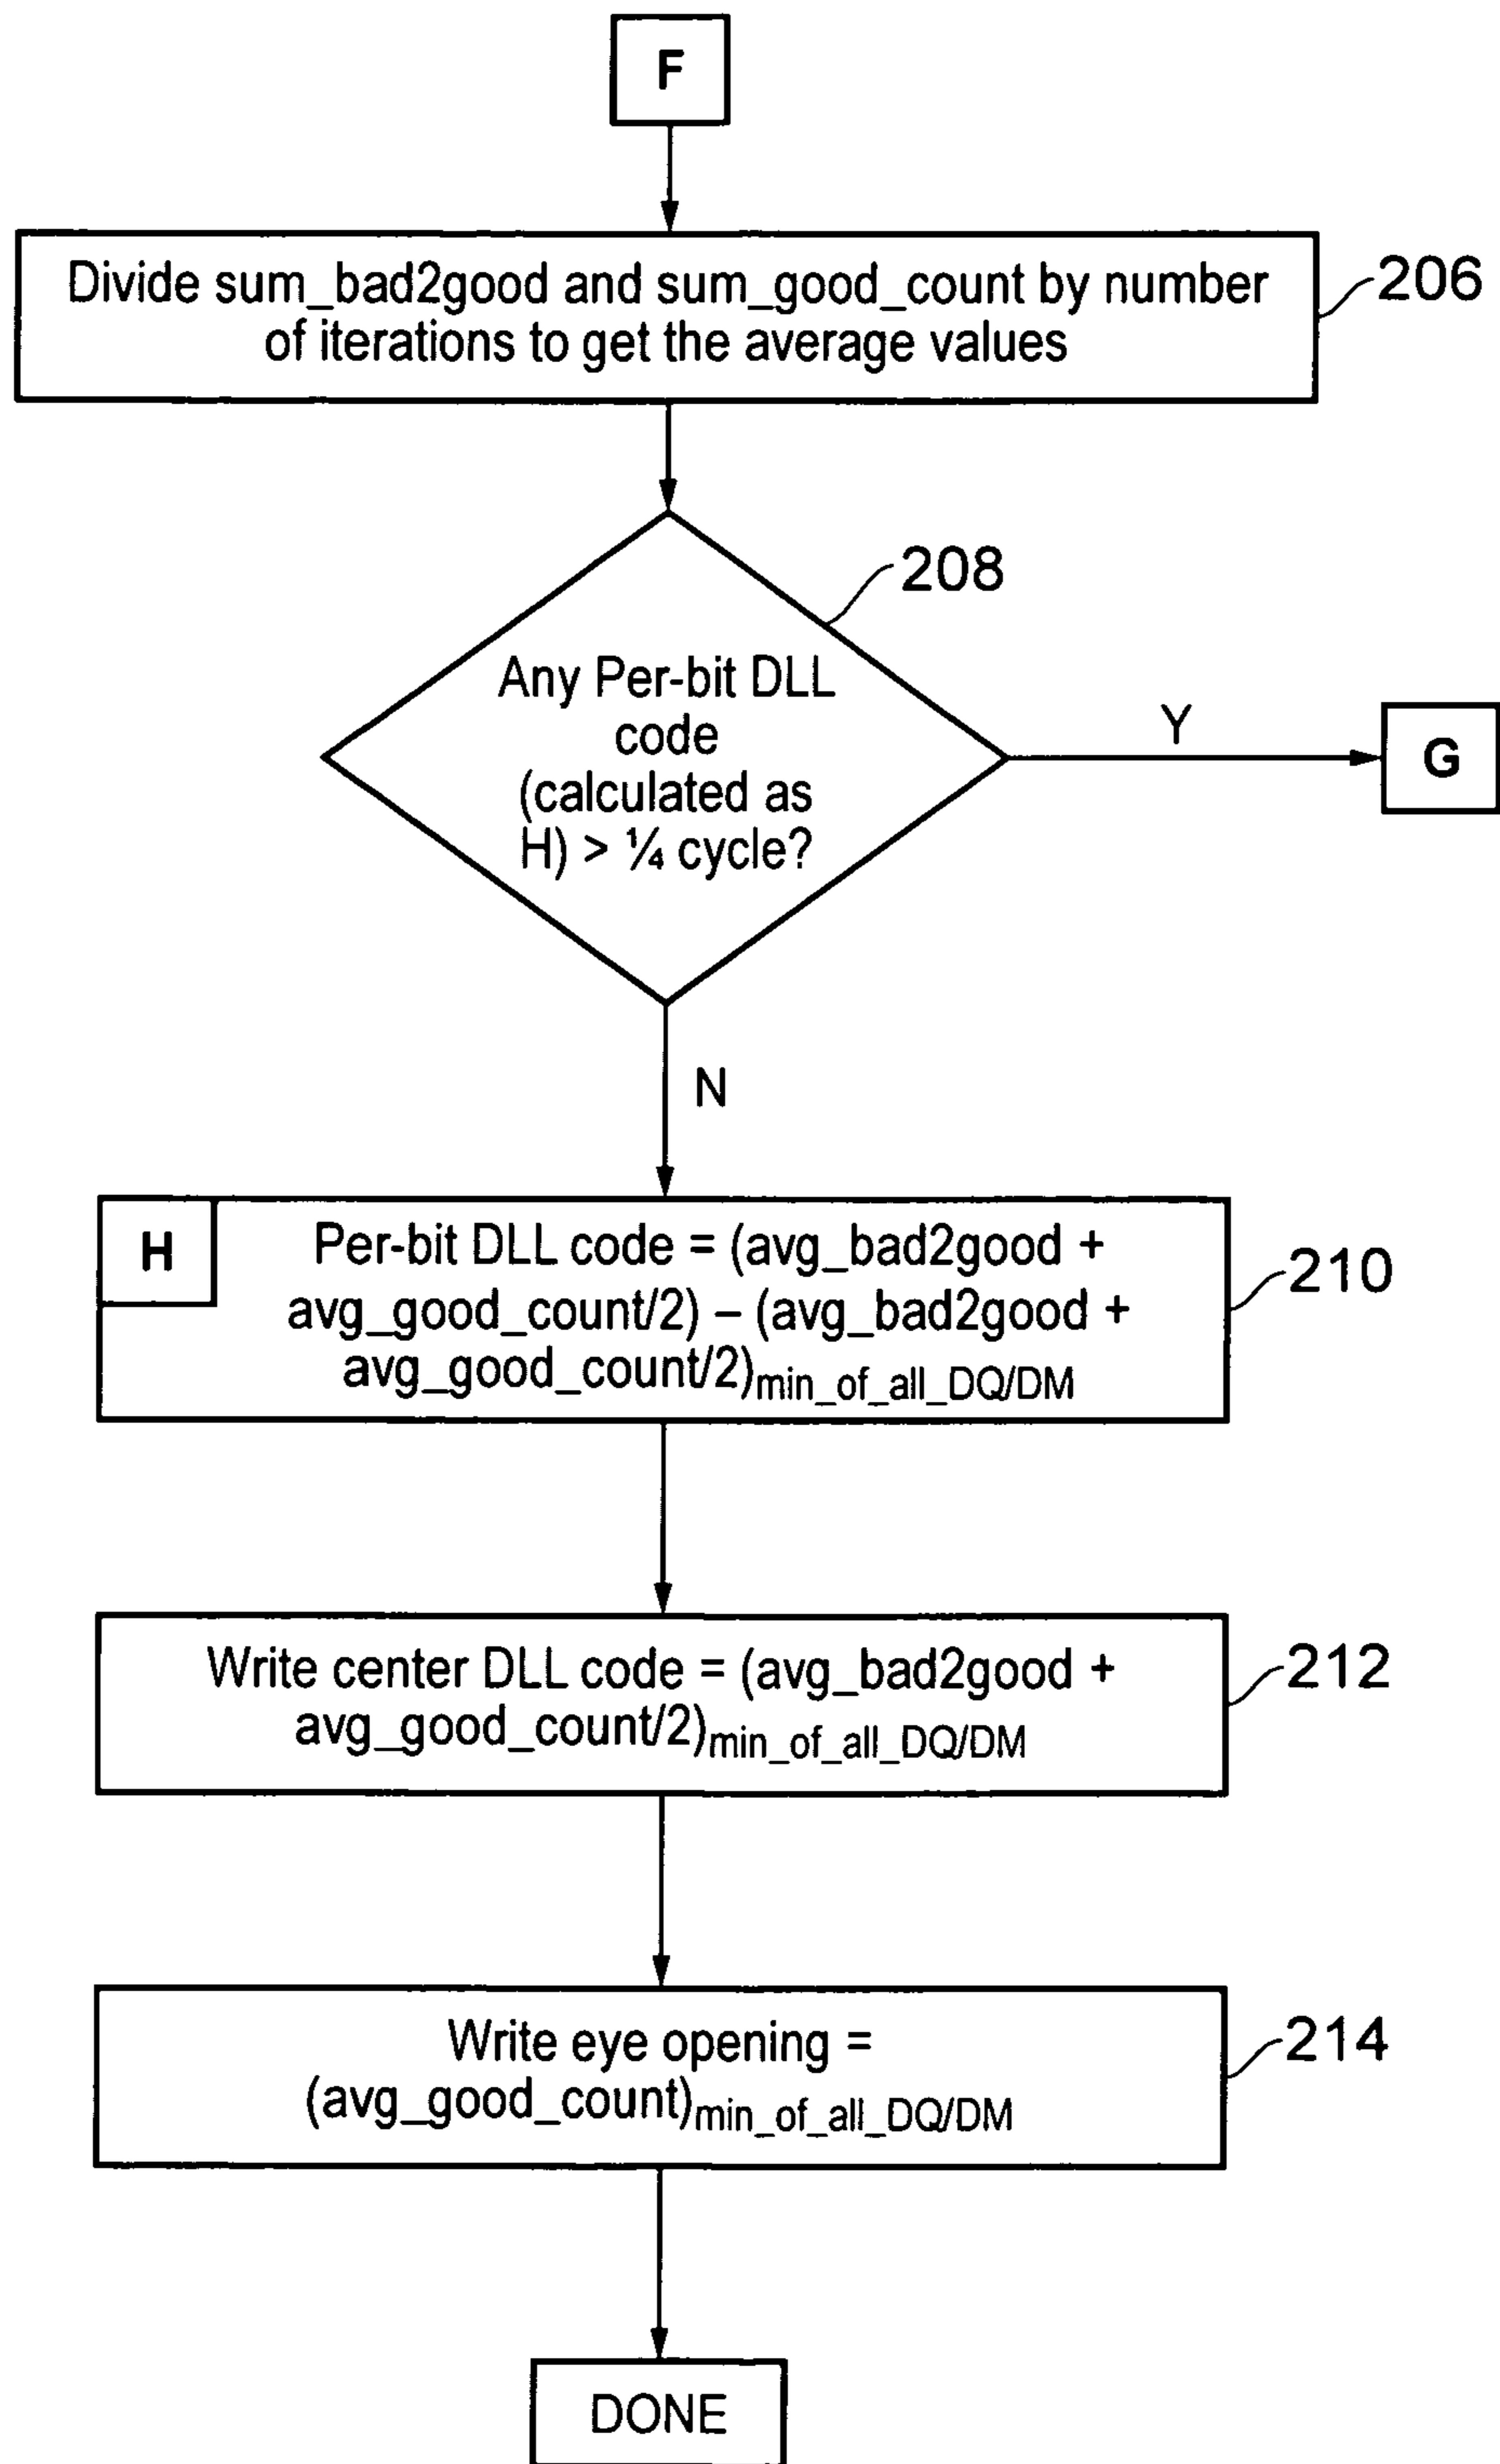 F
Divide sum_bad2good and sum_good_count by number
of iterations to get the average values
206
208
Any Per-bit DLL
code
(calculated as
H) > ¼ cycle?
Y
G
N
H
Per-bit DLL code = (avg_bad2good +
avg_good_count/2) – (avg_bad2good +
avg_good_count/2)min_of_all_DQ/DM
210
Write center DLL code = (avg_bad2good +
avg_good_count/2)min_of_all_DQ/DM
212
Write eye opening =
(avg_good_count)min_of_all_DQ/DM
214
DONE